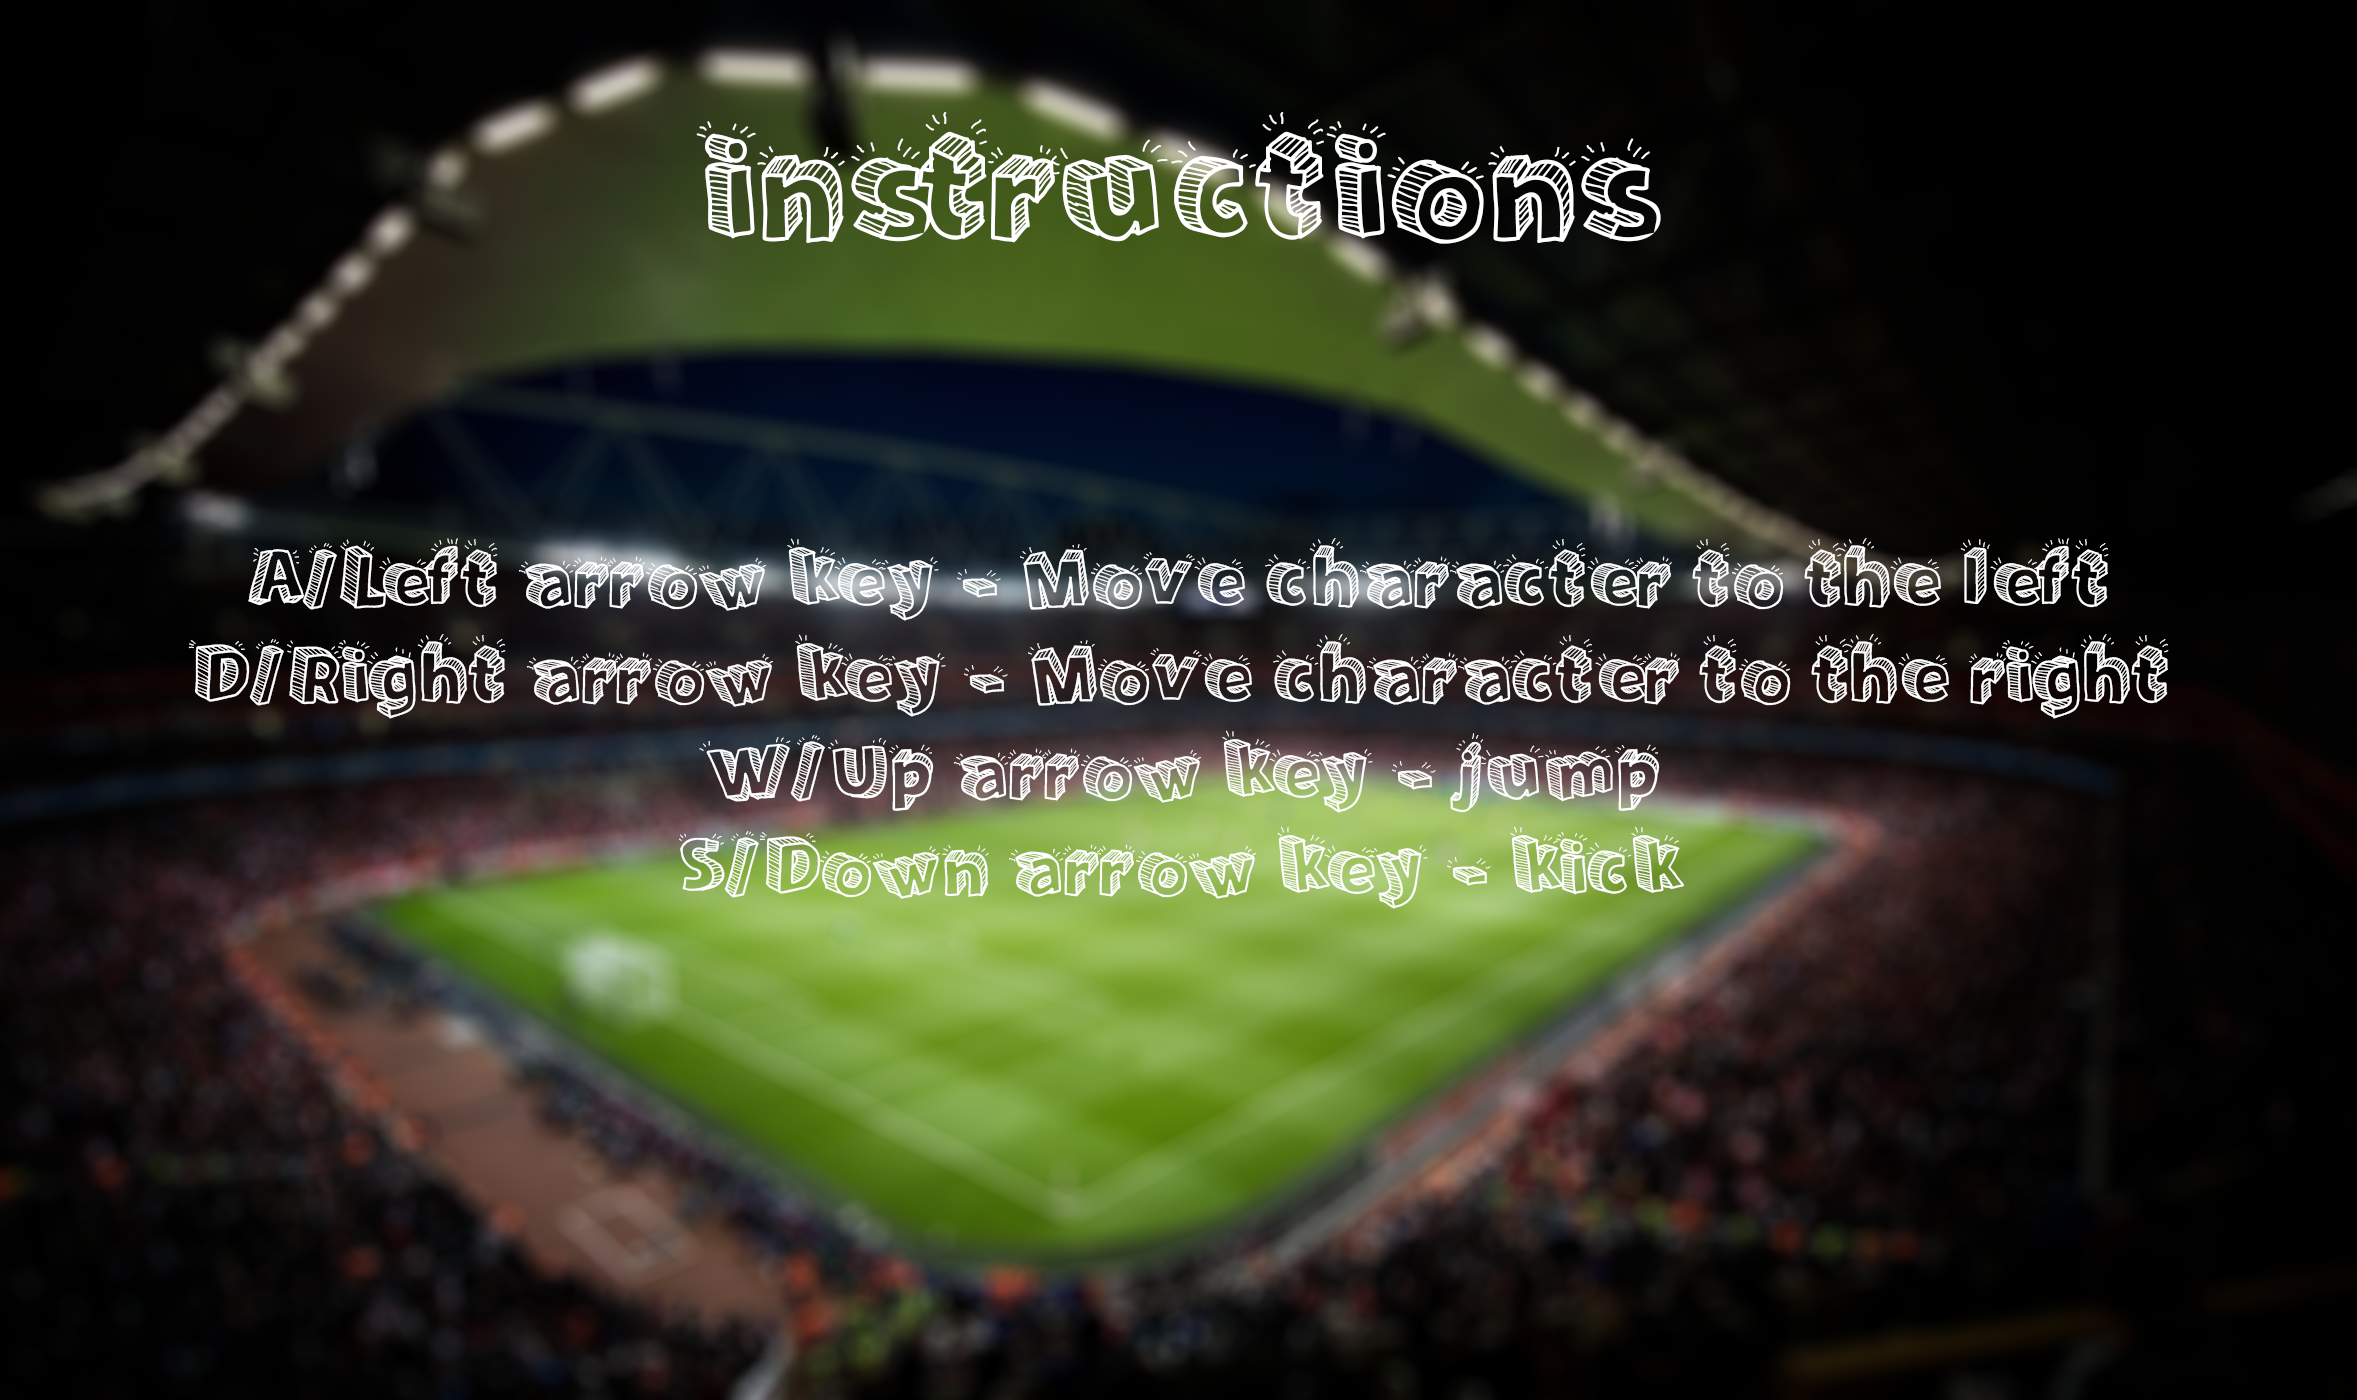 instructions
A/Left arrow key - Move character to the left
D/Right arrow key - Move character to the right
W/Up arrow key - jump
S/Down arrow key - kick